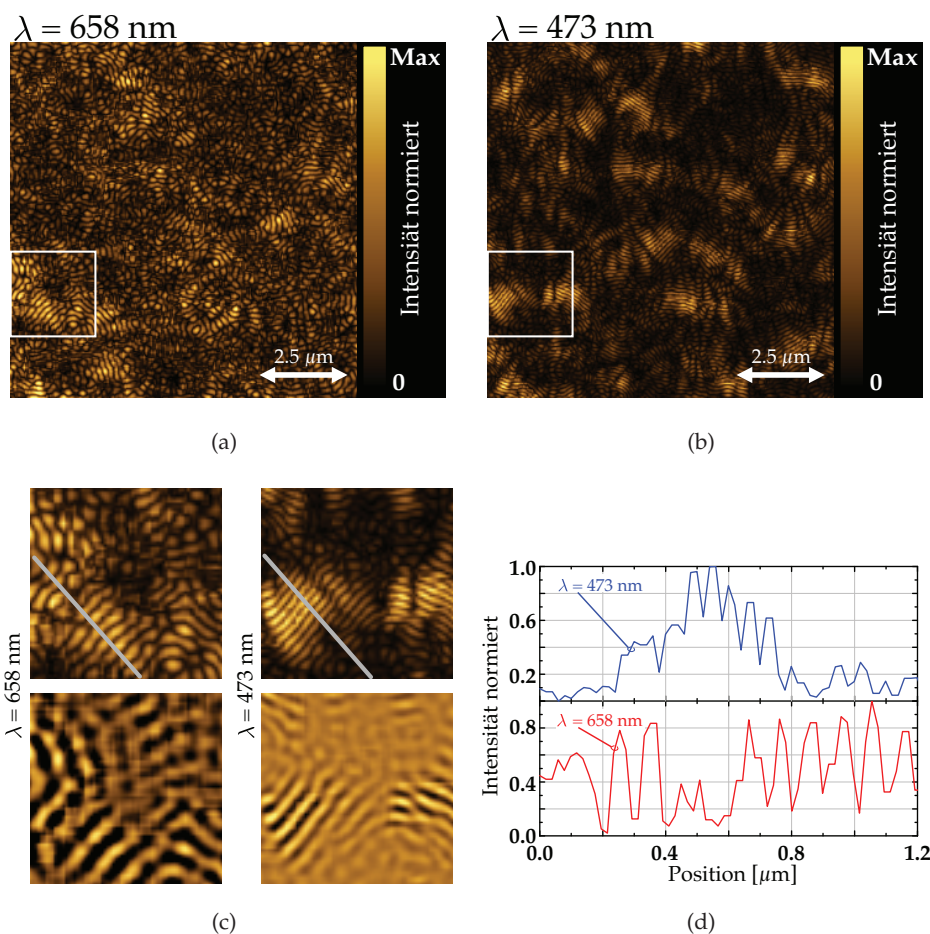 λ = 658 nm
Max
Intensiät normiert
2.5 µm
0
(a)
λ = 473 nm
Max
Intensiät normiert
2.5 µm
0
(b)
λ = 658 nm
λ = 473 nm
(c)
Intensität normiert
1.0
λ = 473 nm
0.6
0.2
0.8
λ = 658 nm
0.4
0.0
0.0
0.4
0.8
1.2
Position [µm]
(d)